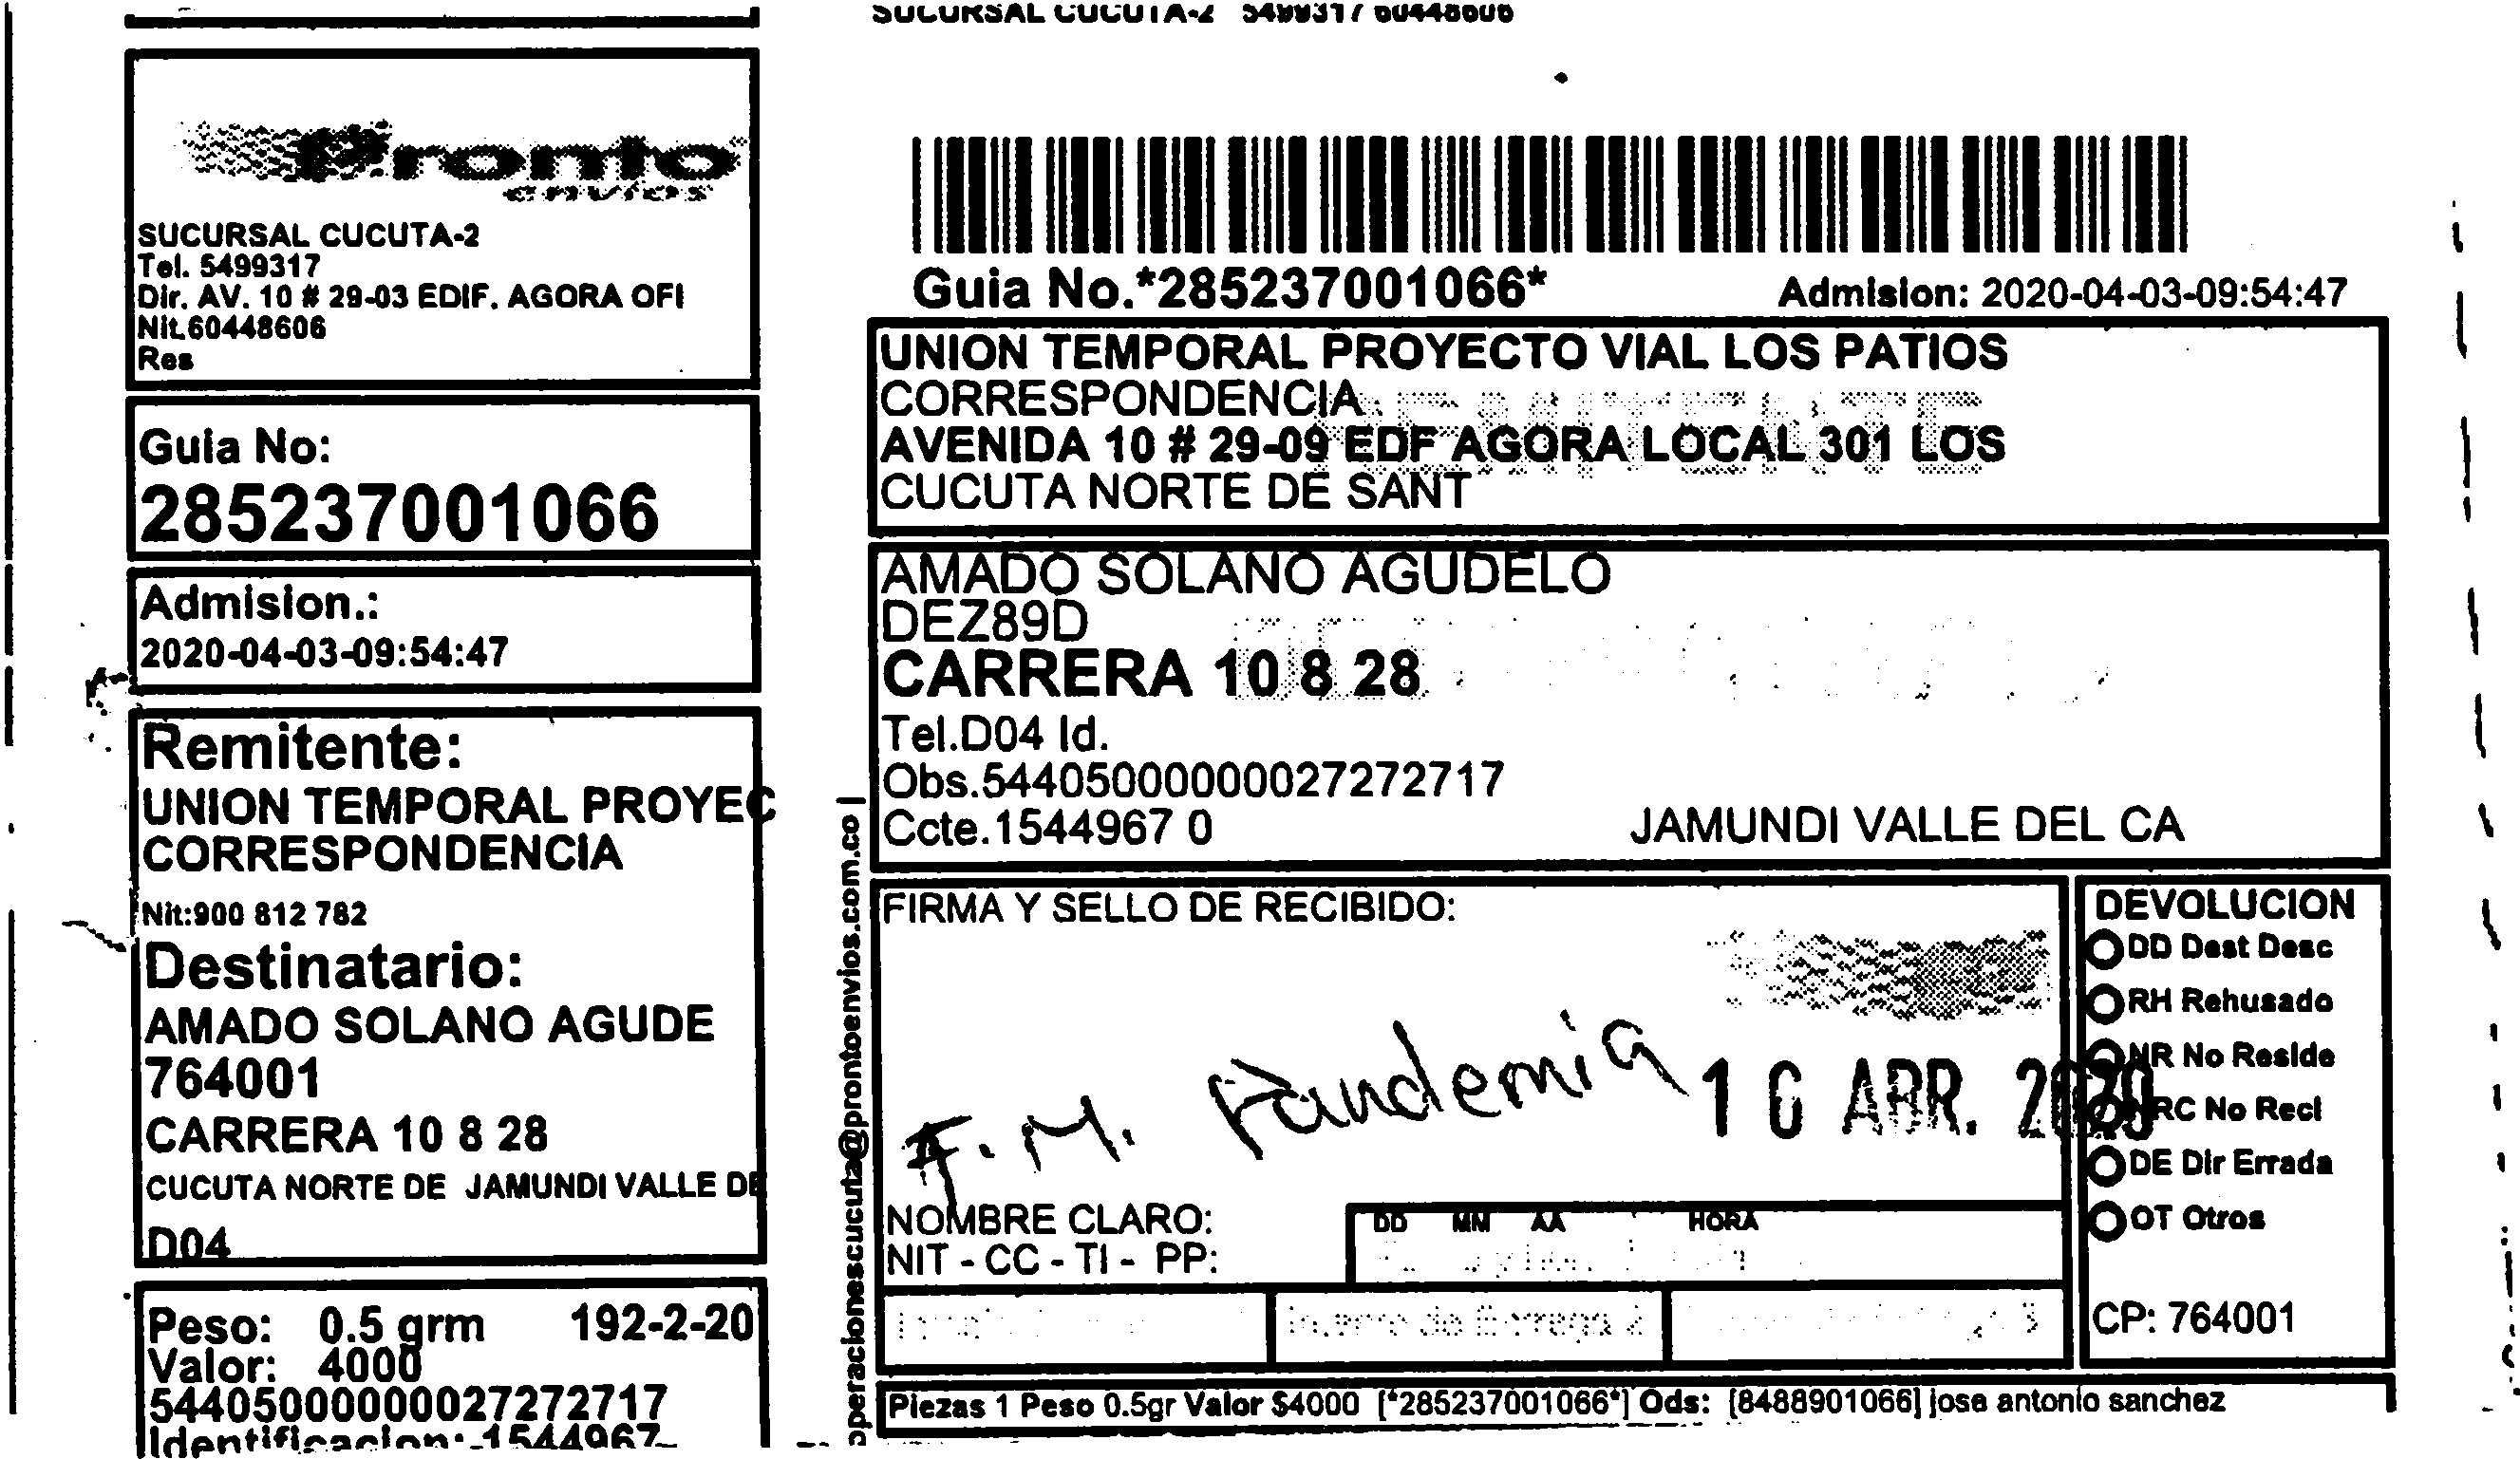 SUCURSAL CUCUTA-2 5499317 60448606
Pronto
envíos
SUCURSAL CUCUTA-2
Tel. 5499317
Dir. AV. 10 # 29-03 EDIF. AGORA OFI
Nit.60448606
Res
Guia No:
285237001066
Admision.:
2020-04-03-09:54:47
Remitente:
UNION TEMPORAL PROYEC
CORRESPONDENCIA
Nit:900 812 782
Destinatario:
AMADO SOLANO AGUDE
764001
CARRERA 10 8 28
CUCUTA NORTE DE JAMUNDI VALLE DE
D04
Peso: 0.5 grm 192-2-20
Valor: 4000
544050000000027272717
Identificacion: 1544967
operacionescucuta@prontoenvios.com.co |
Guia No.*285237001066*
Admision: 2020-04-03-09:54:47
UNION TEMPORAL PROYECTO VIAL LOS PATIOS
CORRESPONDENCIA
REMITENTE
AVENIDA 10 # 29-09 EDF AGORA LOCAL 301 LOS
CUCUTA NORTE DE SANT
AMADO SOLANO AGUDELO
DEZ89D
CARRERA 10 8 28
Tel.D04 Id.
Obs.544050000000027272717
Ccte.1544967 0
JAMUNDI VALLE DEL CA
FIRMA Y SELLO DE RECIBIDO:
F.M. Pandemia
ABR. 2020
NOMBRE CLARO:
NIT - CC - TI - PP:
DD MM AA HORA
DEVOLUCION
DD Dest Desc
RH Rehusado
NR No Reside
NRC No Recl
DE Dir Errada
OT Otros
CP: 764001
Piezas 1 Peso 0.5gr Valor $4000 [*285237001066*] Ods: [8488901066] jose antonio sanchez